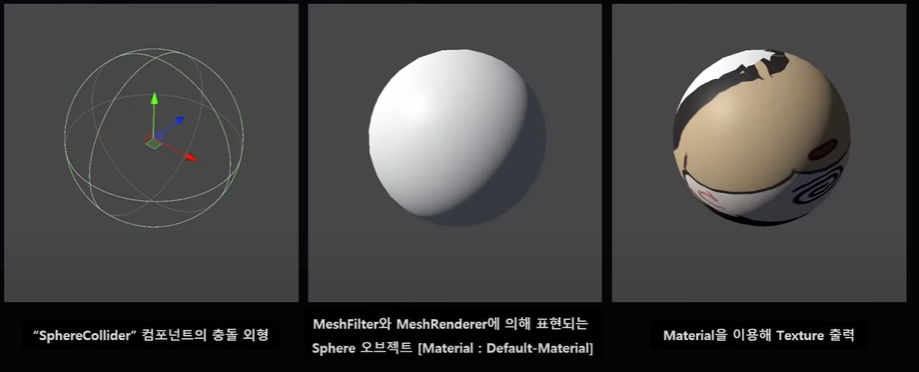 “SphereCollider” 컴포넌트의 충돌 외형
MeshFilter와 MeshRenderer에 의해 표현되는
Sphere 오브젝트 [Material : Default-Material]
Material을 이용해 Texture 출력